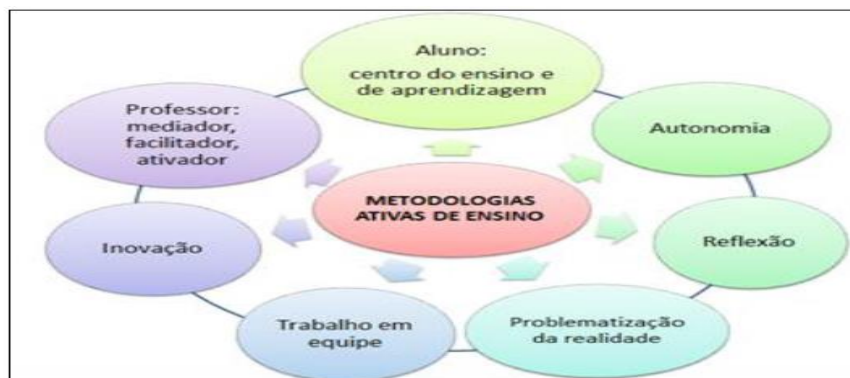 Aluno:
centro do ensino e
de aprendizagem
Autonomia
Reflexão
Problematização
da realidade
Trabalho em
equipe
Inovação
Professor:
mediador,
facilitador,
ativador
METODOLOGIAS
ATIVAS DE ENSINO